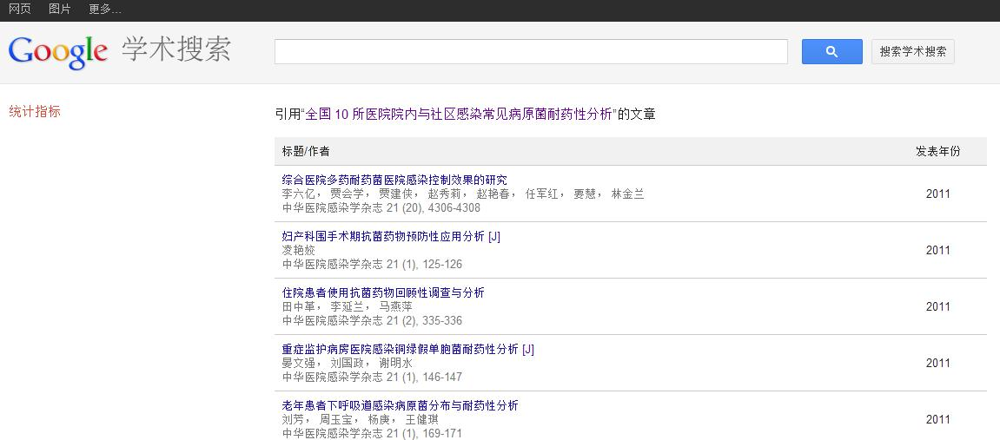 网页 图片 更多...
Google 学术搜索
搜索学术搜索
统计指标
引用“全国 10 所医院院内与社区感染常见病原菌耐药性分析”的文章
标题/作者 发表年份
综合医院多药耐药菌医院感染控制效果的研究
李六亿， 贾会学， 贾建侠， 赵秀莉， 赵艳春， 任军红， 要慧， 林金兰
中华医院感染学杂志 21 (20), 4306-4308
2011
妇产科围手术期抗菌药物预防性应用分析 [J]
凌艳姣
中华医院感染学杂志 21 (1), 125-126
2011
住院患者使用抗菌药物回顾性调查与分析
田中革， 李延兰， 马燕萍
中华医院感染学杂志 21 (2), 335-336
2011
重症监护病房医院感染铜绿假单胞菌耐药性分析 [J]
晏文强， 刘国政， 谢明水
中华医院感染学杂志 21 (1), 146-147
2011
老年患者下呼吸道感染病原菌分布与耐药性分析
刘芳， 周玉宝， 杨庚， 王健琪
中华医院感染学杂志 21 (1), 169-171
2011